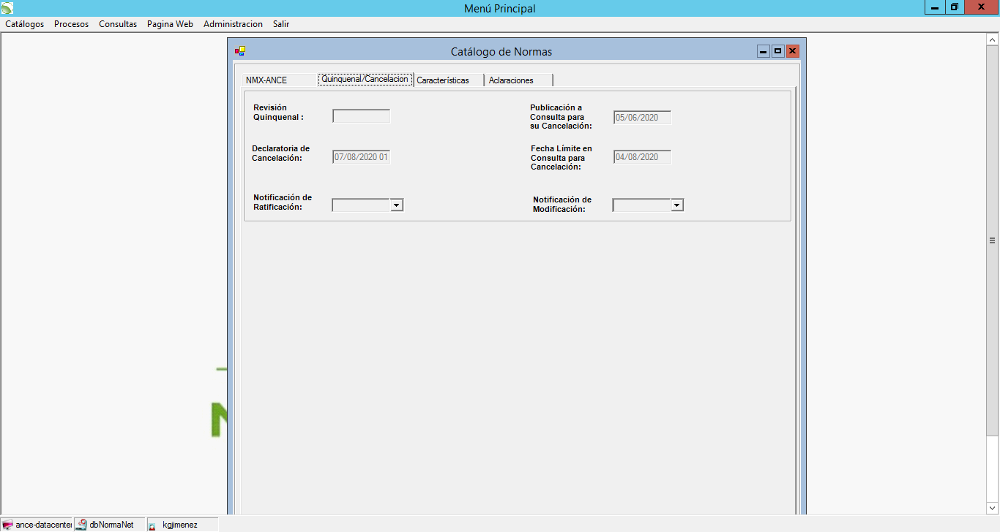 Menú Principal
Catálogos Procesos Consultas Pagina Web Administracion Salir
Catálogo de Normas
NMX-ANCE Quinquenal/Cancelacion Características Aclaraciones
Revisión
Quinquenal :
Publicación a
Consulta para
su Cancelación:
05/06/2020
Declaratoria de
Cancelación:
07/08/2020 01
Fecha Límite en
Consulta para
Cancelación:
04/08/2020
Notificación de
Ratificación:
Notificación de
Modificación:
N
ance-datacenter dbNormaNet kgjimenez